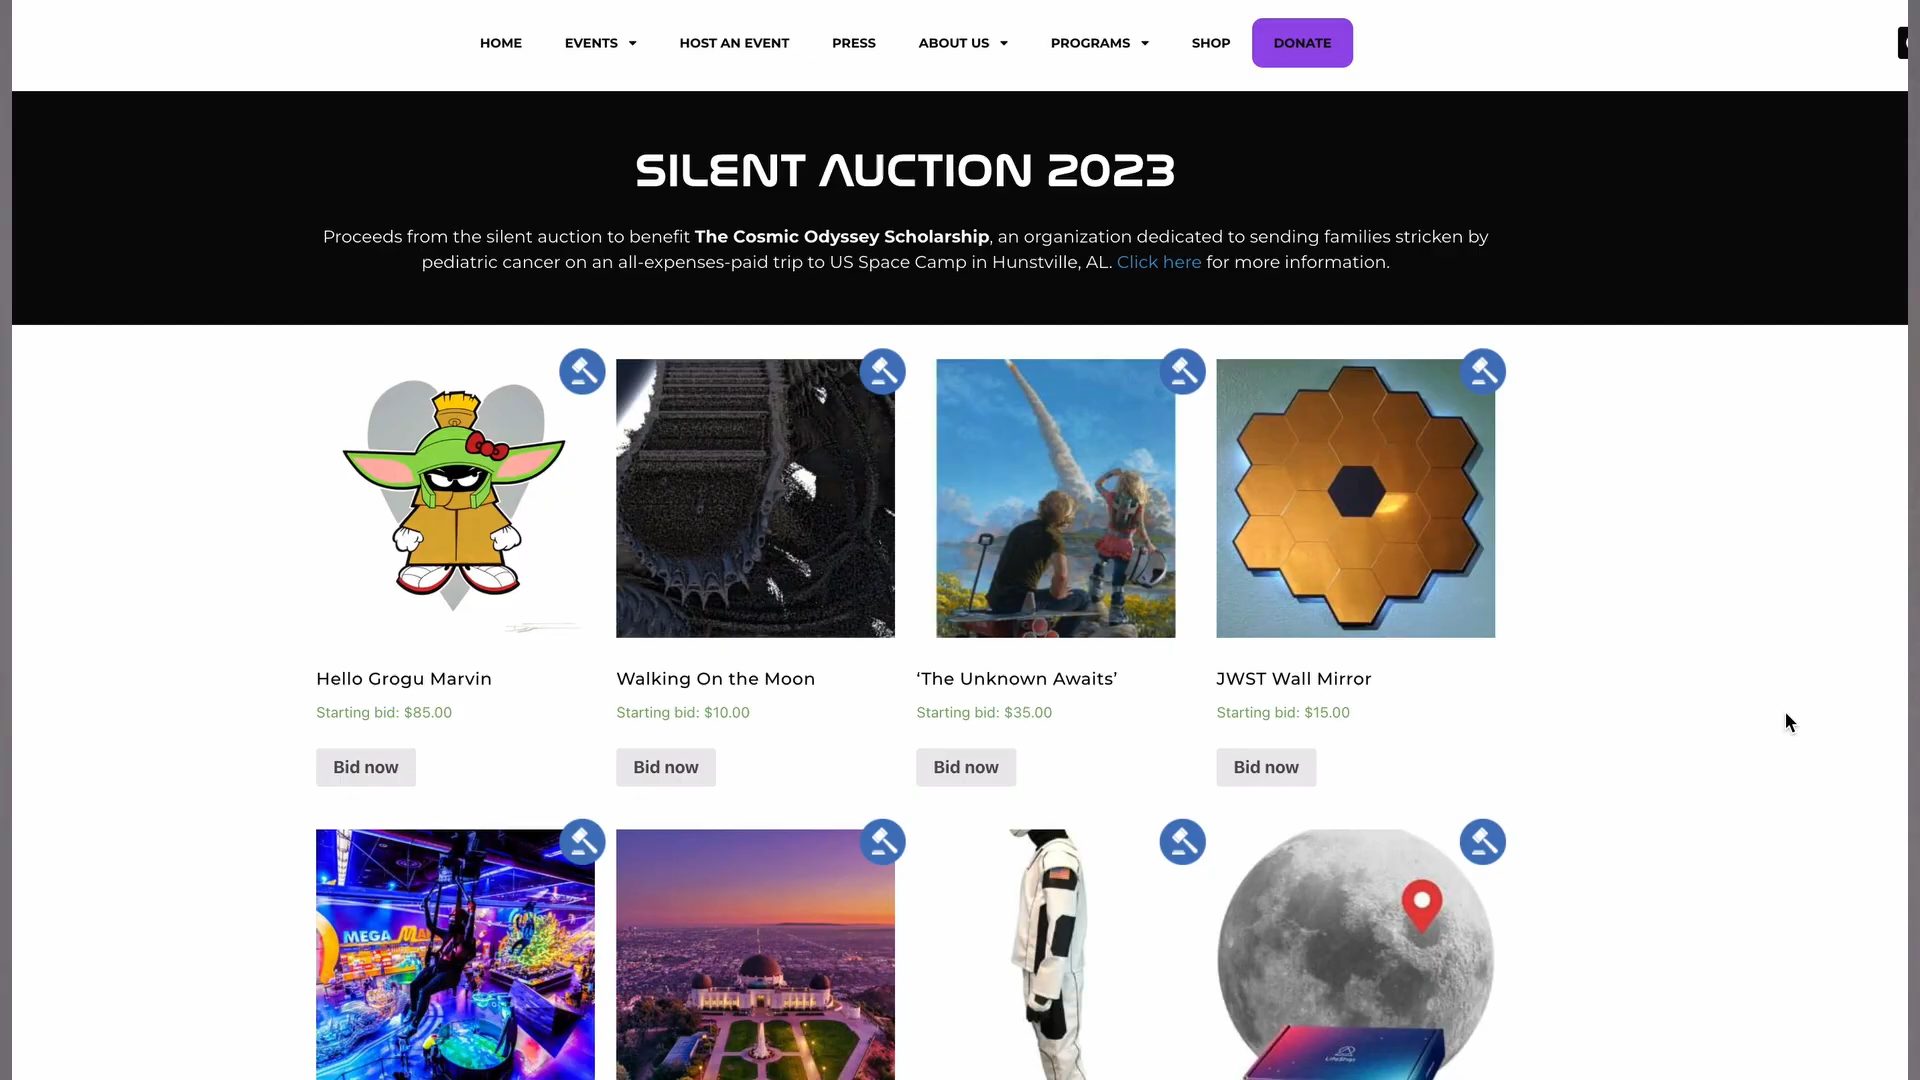 HOME EVENTS HOST AN EVENT PRESS ABOUT US PROGRAMS SHOP DONATE
SILENT AUCTION 2023
Proceeds from the silent auction to benefit The Cosmic Odyssey Scholarship, an organization dedicated to sending families stricken by
pediatric cancer on an all-expenses-paid trip to US Space Camp in Hunstville, AL. Click here for more information.
Hello Grogu Marvin
Starting bid: $85.00
Bid now
Walking On the Moon
Starting bid: $10.00
Bid now
‘The Unknown Awaits’
Starting bid: $35.00
Bid now
JWST Wall Mirror
Starting bid: $15.00
Bid now
MEGA
LifeShip